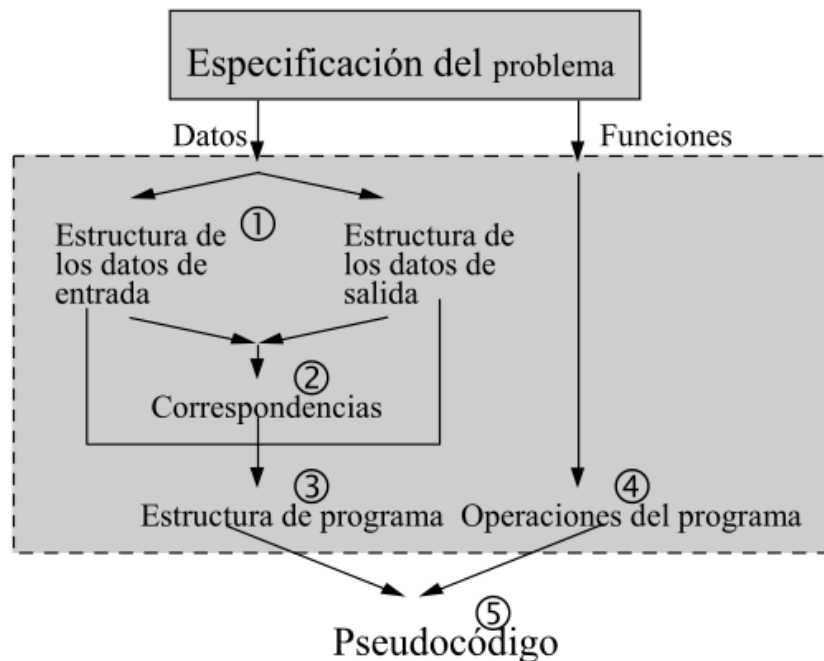 Especificación del problema
Datos
Funciones
①
Estructura de
los datos de
entrada
Estructura de
los datos de
salida
②
Correspondencias
③
Estructura de programa
④
Operaciones del programa
⑤
Pseudocódigo